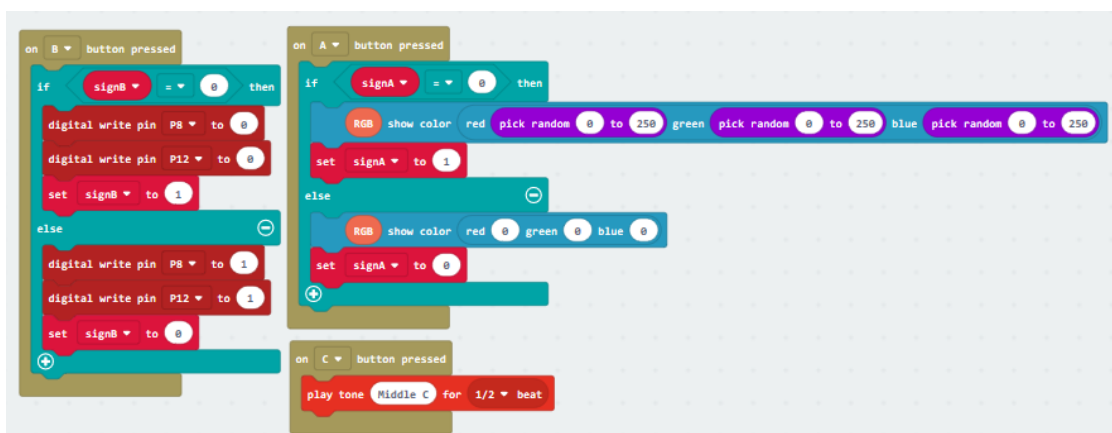 on B button pressed
if signB = 0 then
digital write pin P8 to 0
digital write pin P12 to 0
set signB to 1
else
digital write pin P8 to 1
digital write pin P12 to 1
set signB to 0
on A button pressed
if signA = 0 then
RGB show color red pick random 0 to 250 green pick random 0 to 250 blue pick random 0 to 250
set signA to 1
else
RGB show color red 0 green 0 blue 0
set signA to 0
on C button pressed
play tone Middle C for 1/2 beat